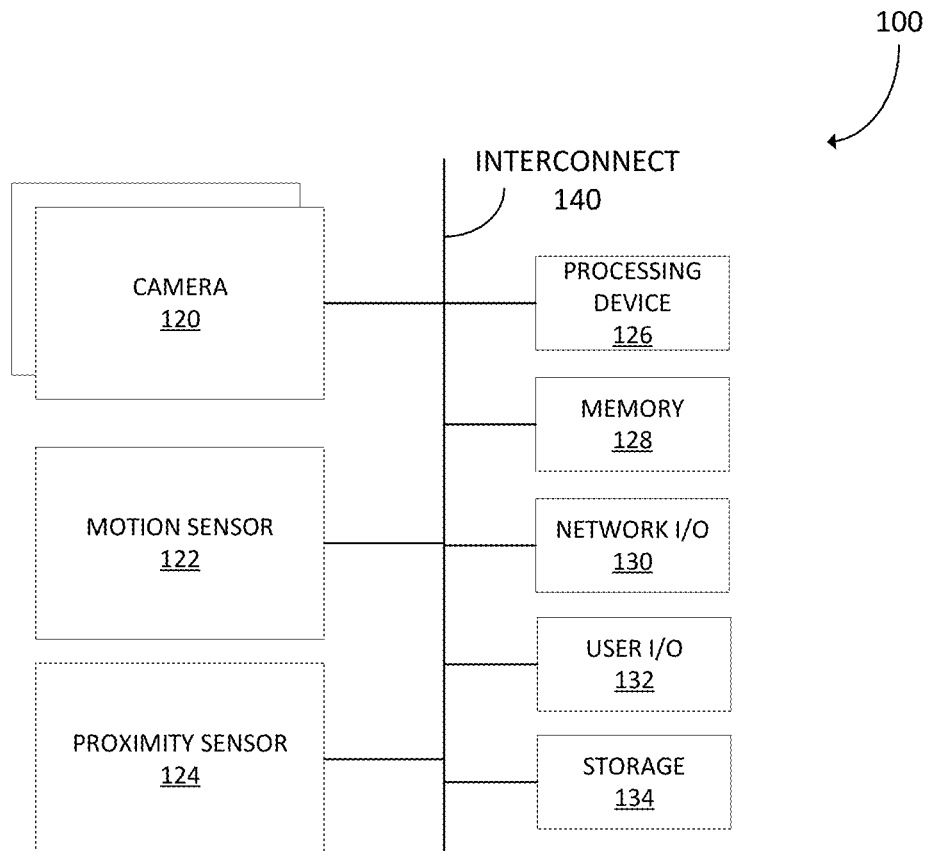 100
INTERCONNECT
140
CAMERA
120
PROCESSING
DEVICE
126
MEMORY
128
MOTION SENSOR
122
NETWORK I/O
130
USER I/O
132
PROXIMITY SENSOR
124
STORAGE
134